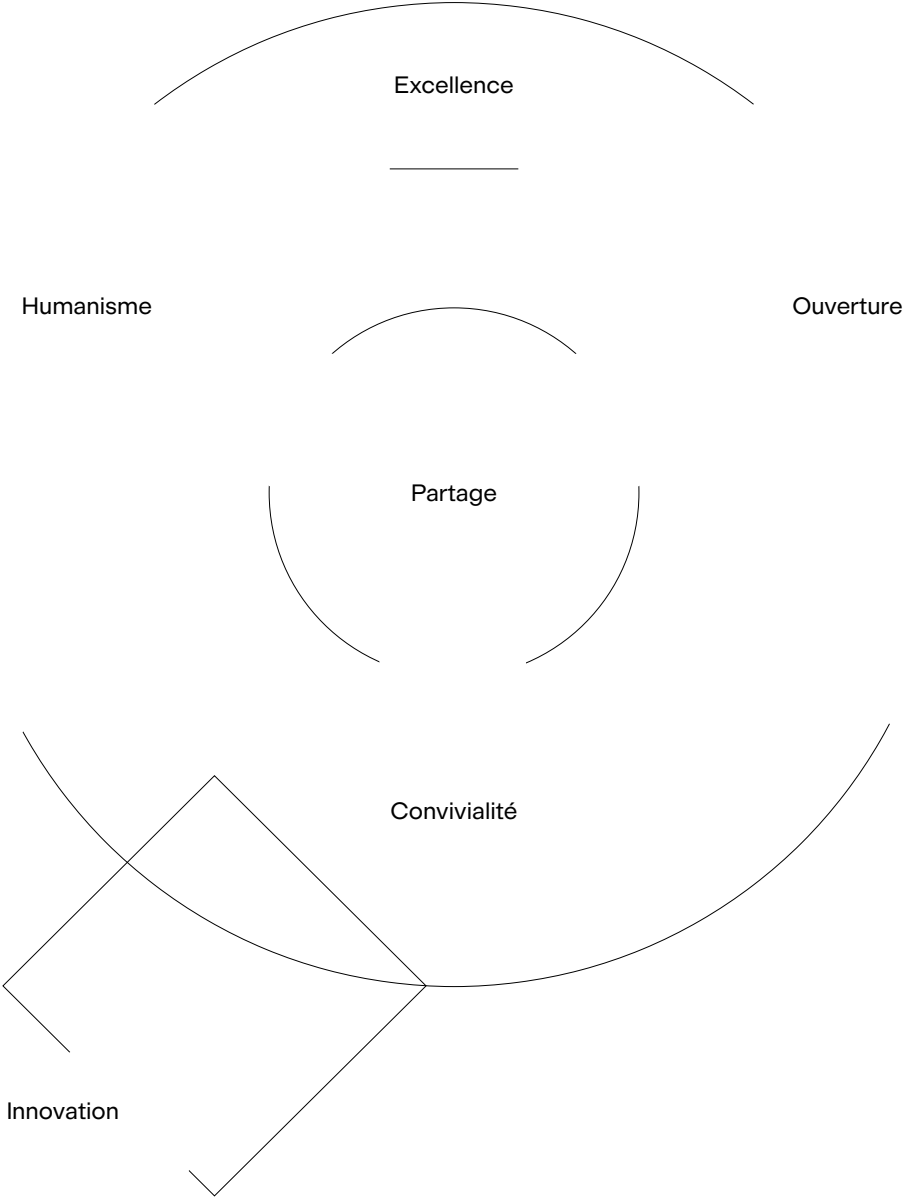 Excellence
Humanisme
Ouverture
Partage
Convivialité
Innovation